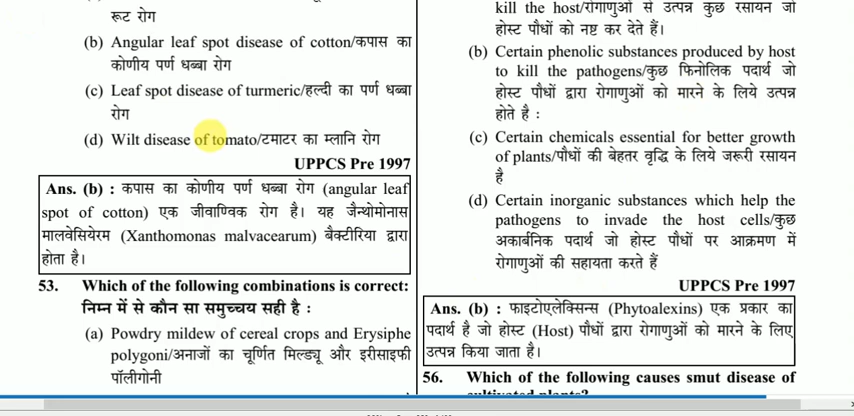 रूट रोग
(b) Angular leaf spot disease of cotton/कपास का
कोणीय पर्ण धब्बा रोग
(c) Leaf spot disease of turmeric/हल्दी का पर्ण धब्बा
रोग
(d) Wilt disease of tomato/टमाटर का म्लानि रोग
UPPCS Pre 1997
Ans. (b) : कपास का कोणीय पर्ण धब्बा रोग (angular leaf
spot of cotton) एक जीवाण्विक रोग है। यह जैन्थोमोनास
मालवेसियेरम (Xanthomonas malvacearum) बैक्टीरिया द्वारा
होता है।
53. Which of the following combinations is correct:
निम्न में से कौन सा समुच्चय सही है :
(a) Powdry mildew of cereal crops and Erysiphe
polygoni/अनाजों का चूर्णित मिल्ड्यू और इरीसाइफी
पॉलीगोनी
kill the host/रोगाणुओं से उत्पन्न कुछ रसायन जो
होस्ट पौधों को नष्ट कर देते हैं।
(b) Certain phenolic substances produced by host
to kill the pathogens/कुछ फिनोलिक पदार्थ जो
होस्ट पौधों द्वारा रोगाणुओं को मारने के लिये उत्पन्न
होते है :
(c) Certain chemicals essential for better growth
of plants/पौधों की बेहतर वृद्धि के लिये जरूरी रसायन
है
(d) Certain inorganic substances which help the
pathogens to invade the host cells/कुछ
अकार्बनिक पदार्थ जो होस्ट पौधों पर आक्रमण में
रोगाणुओं की सहायता करते हैं
UPPCS Pre 1997
Ans. (b) : फाइटोएलेक्सिन्स (Phytoalexins) एक प्रकार का
पदार्थ है जो होस्ट (Host) पौधों द्वारा रोगाणुओं को मारने के लिए
उत्पन्न किया जाता है।
56. Which of the following causes smut disease of
cultivated plants?